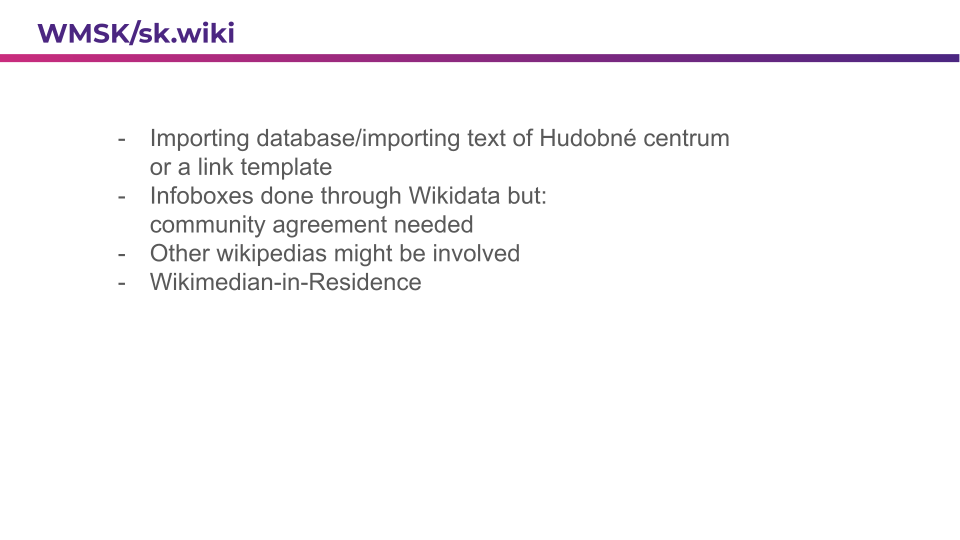 WMSK/sk.wiki
- Importing database/importing text of Hudobné centrum
or a link template
- Infoboxes done through Wikidata but:
community agreement needed
- Other wikipedias might be involved
- Wikimedian-in-Residence